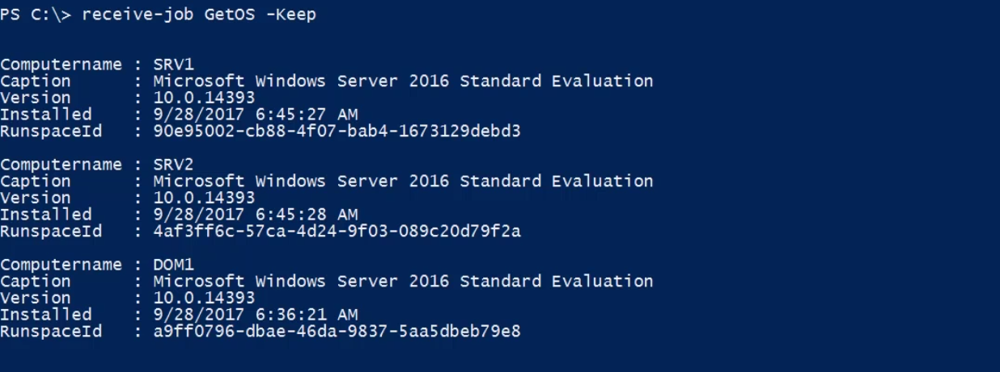 PS C:\> receive-job GetOS -Keep
Computername : SRV1
Caption      : Microsoft Windows Server 2016 Standard Evaluation
Version      : 10.0.14393
Installed    : 9/28/2017 6:45:27 AM
RunspaceId   : 90e95002-cb88-4f07-bab4-1673129debd3
Computername : SRV2
Caption      : Microsoft Windows Server 2016 Standard Evaluation
Version      : 10.0.14393
Installed    : 9/28/2017 6:45:28 AM
RunspaceId   : 4af3ff6c-57ca-4d24-9f03-089c20d79f2a
Computername : DOM1
Caption      : Microsoft Windows Server 2016 Standard Evaluation
Version      : 10.0.14393
Installed    : 9/28/2017 6:36:21 AM
RunspaceId   : a9ff0796-dbae-46da-9837-5aa5dbeb79e8